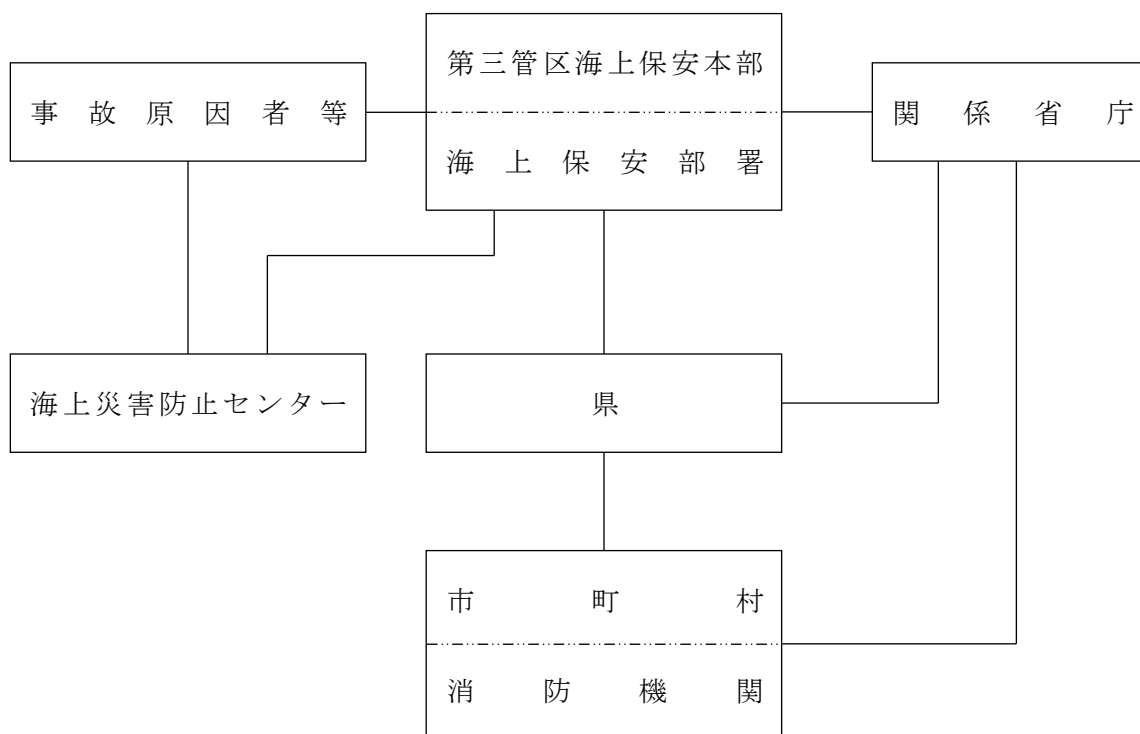 第三管区海上保安本部
事故原因者等
関係省庁
海上保安部署
海上災害防止センター
県
市町村
消防機関